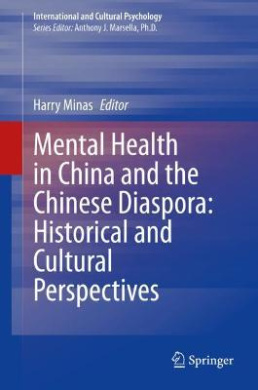 International and Cultural Psychology
Series Editor: Anthony J. Marsella, Ph.D.
Harry Minas Editor
Mental Health
in China and the
Chinese Diaspora:
Historical and
Cultural
Perspectives
Springer